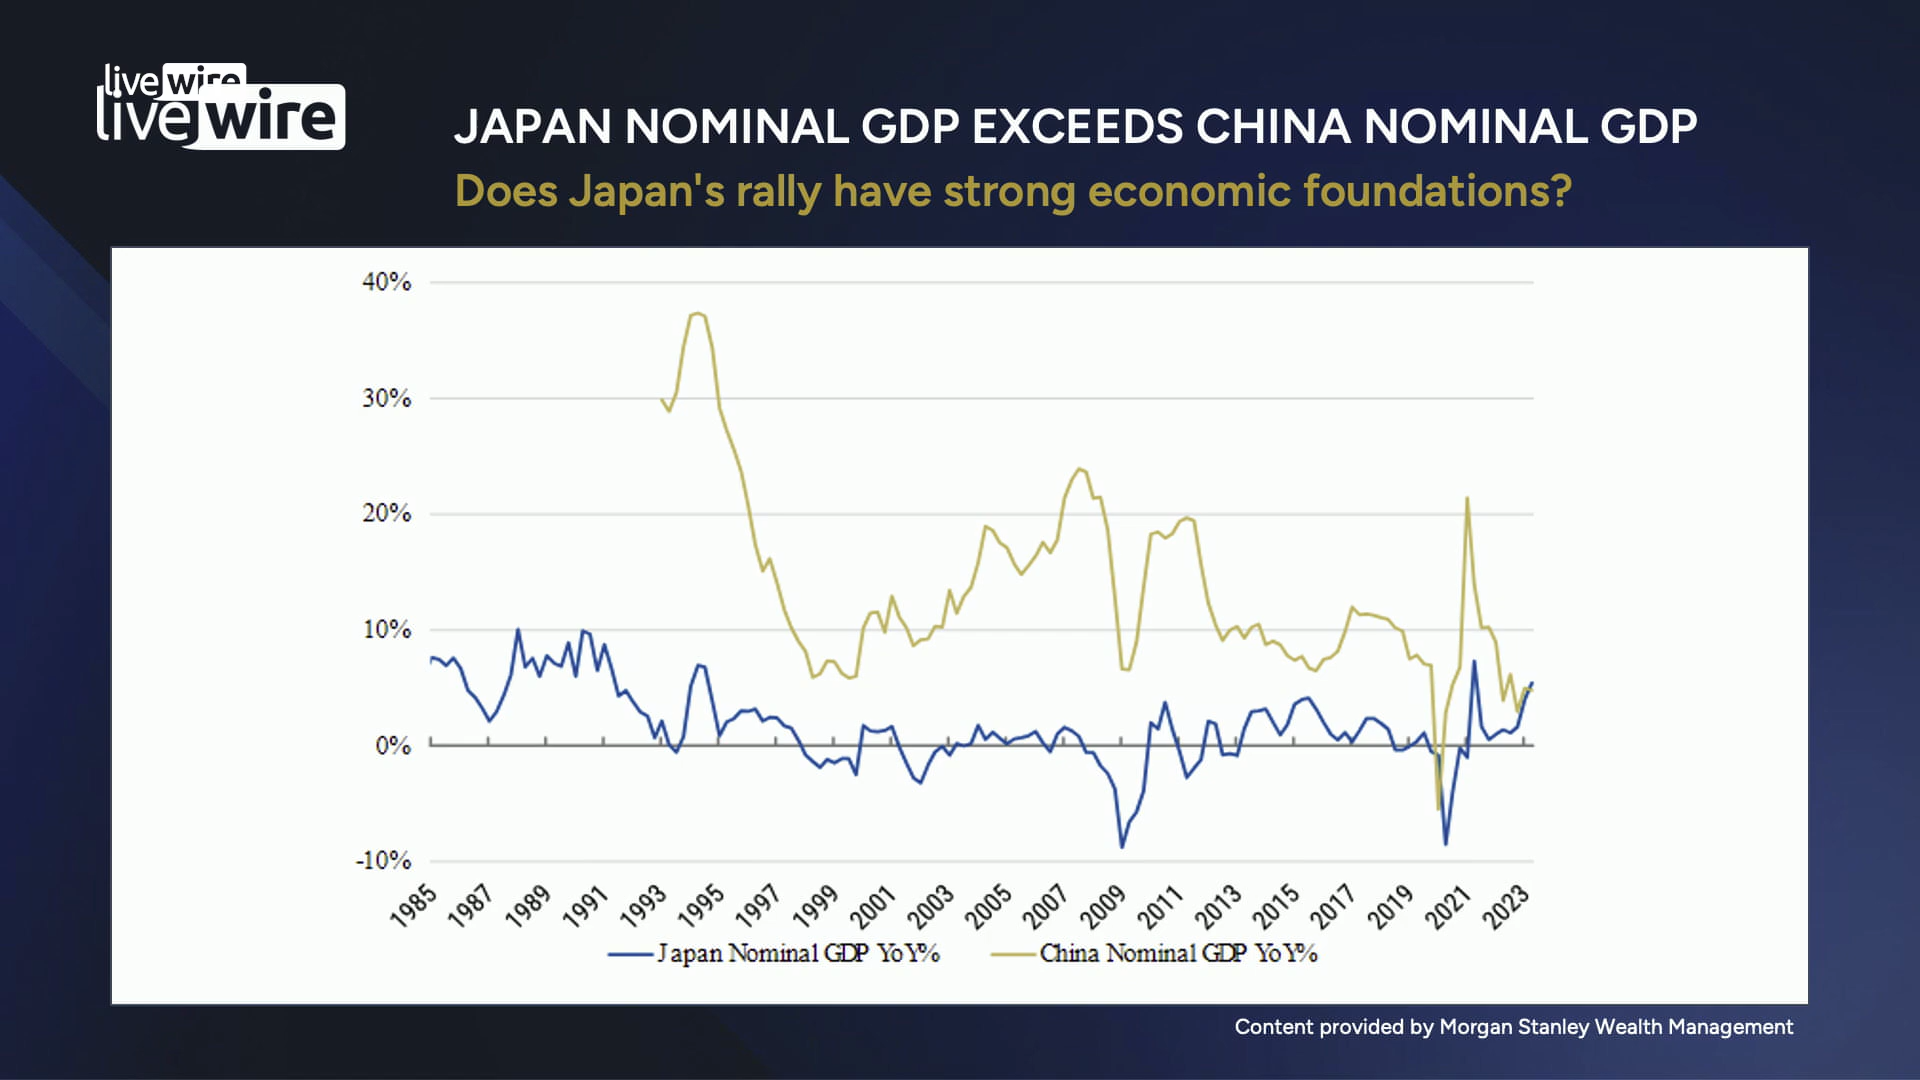 livewire
livewire
JAPAN NOMINAL GDP EXCEEDS CHINA NOMINAL GDP
Does Japan's rally have strong economic foundations?
40%
30%
20%
10%
0%
-10%
1985 1987 1989 1991 1993 1995 1997 1999 2001 2003 2005 2007 2009 2011 2013 2015 2017 2019 2021 2023
Japan Nominal GDP YoY% China Nominal GDP YoY%
Content provided by Morgan Stanley Wealth Management